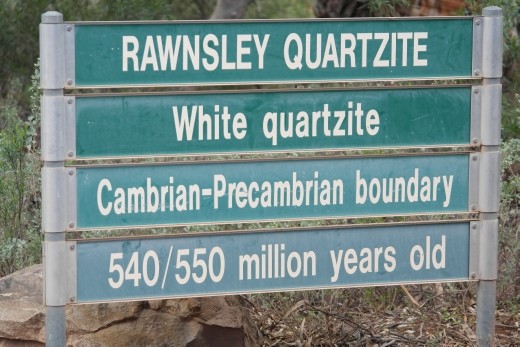 RAWNSLEY QUARTZITE
White quartzite
Cambrian-Precambrian boundary
540/550 million years old